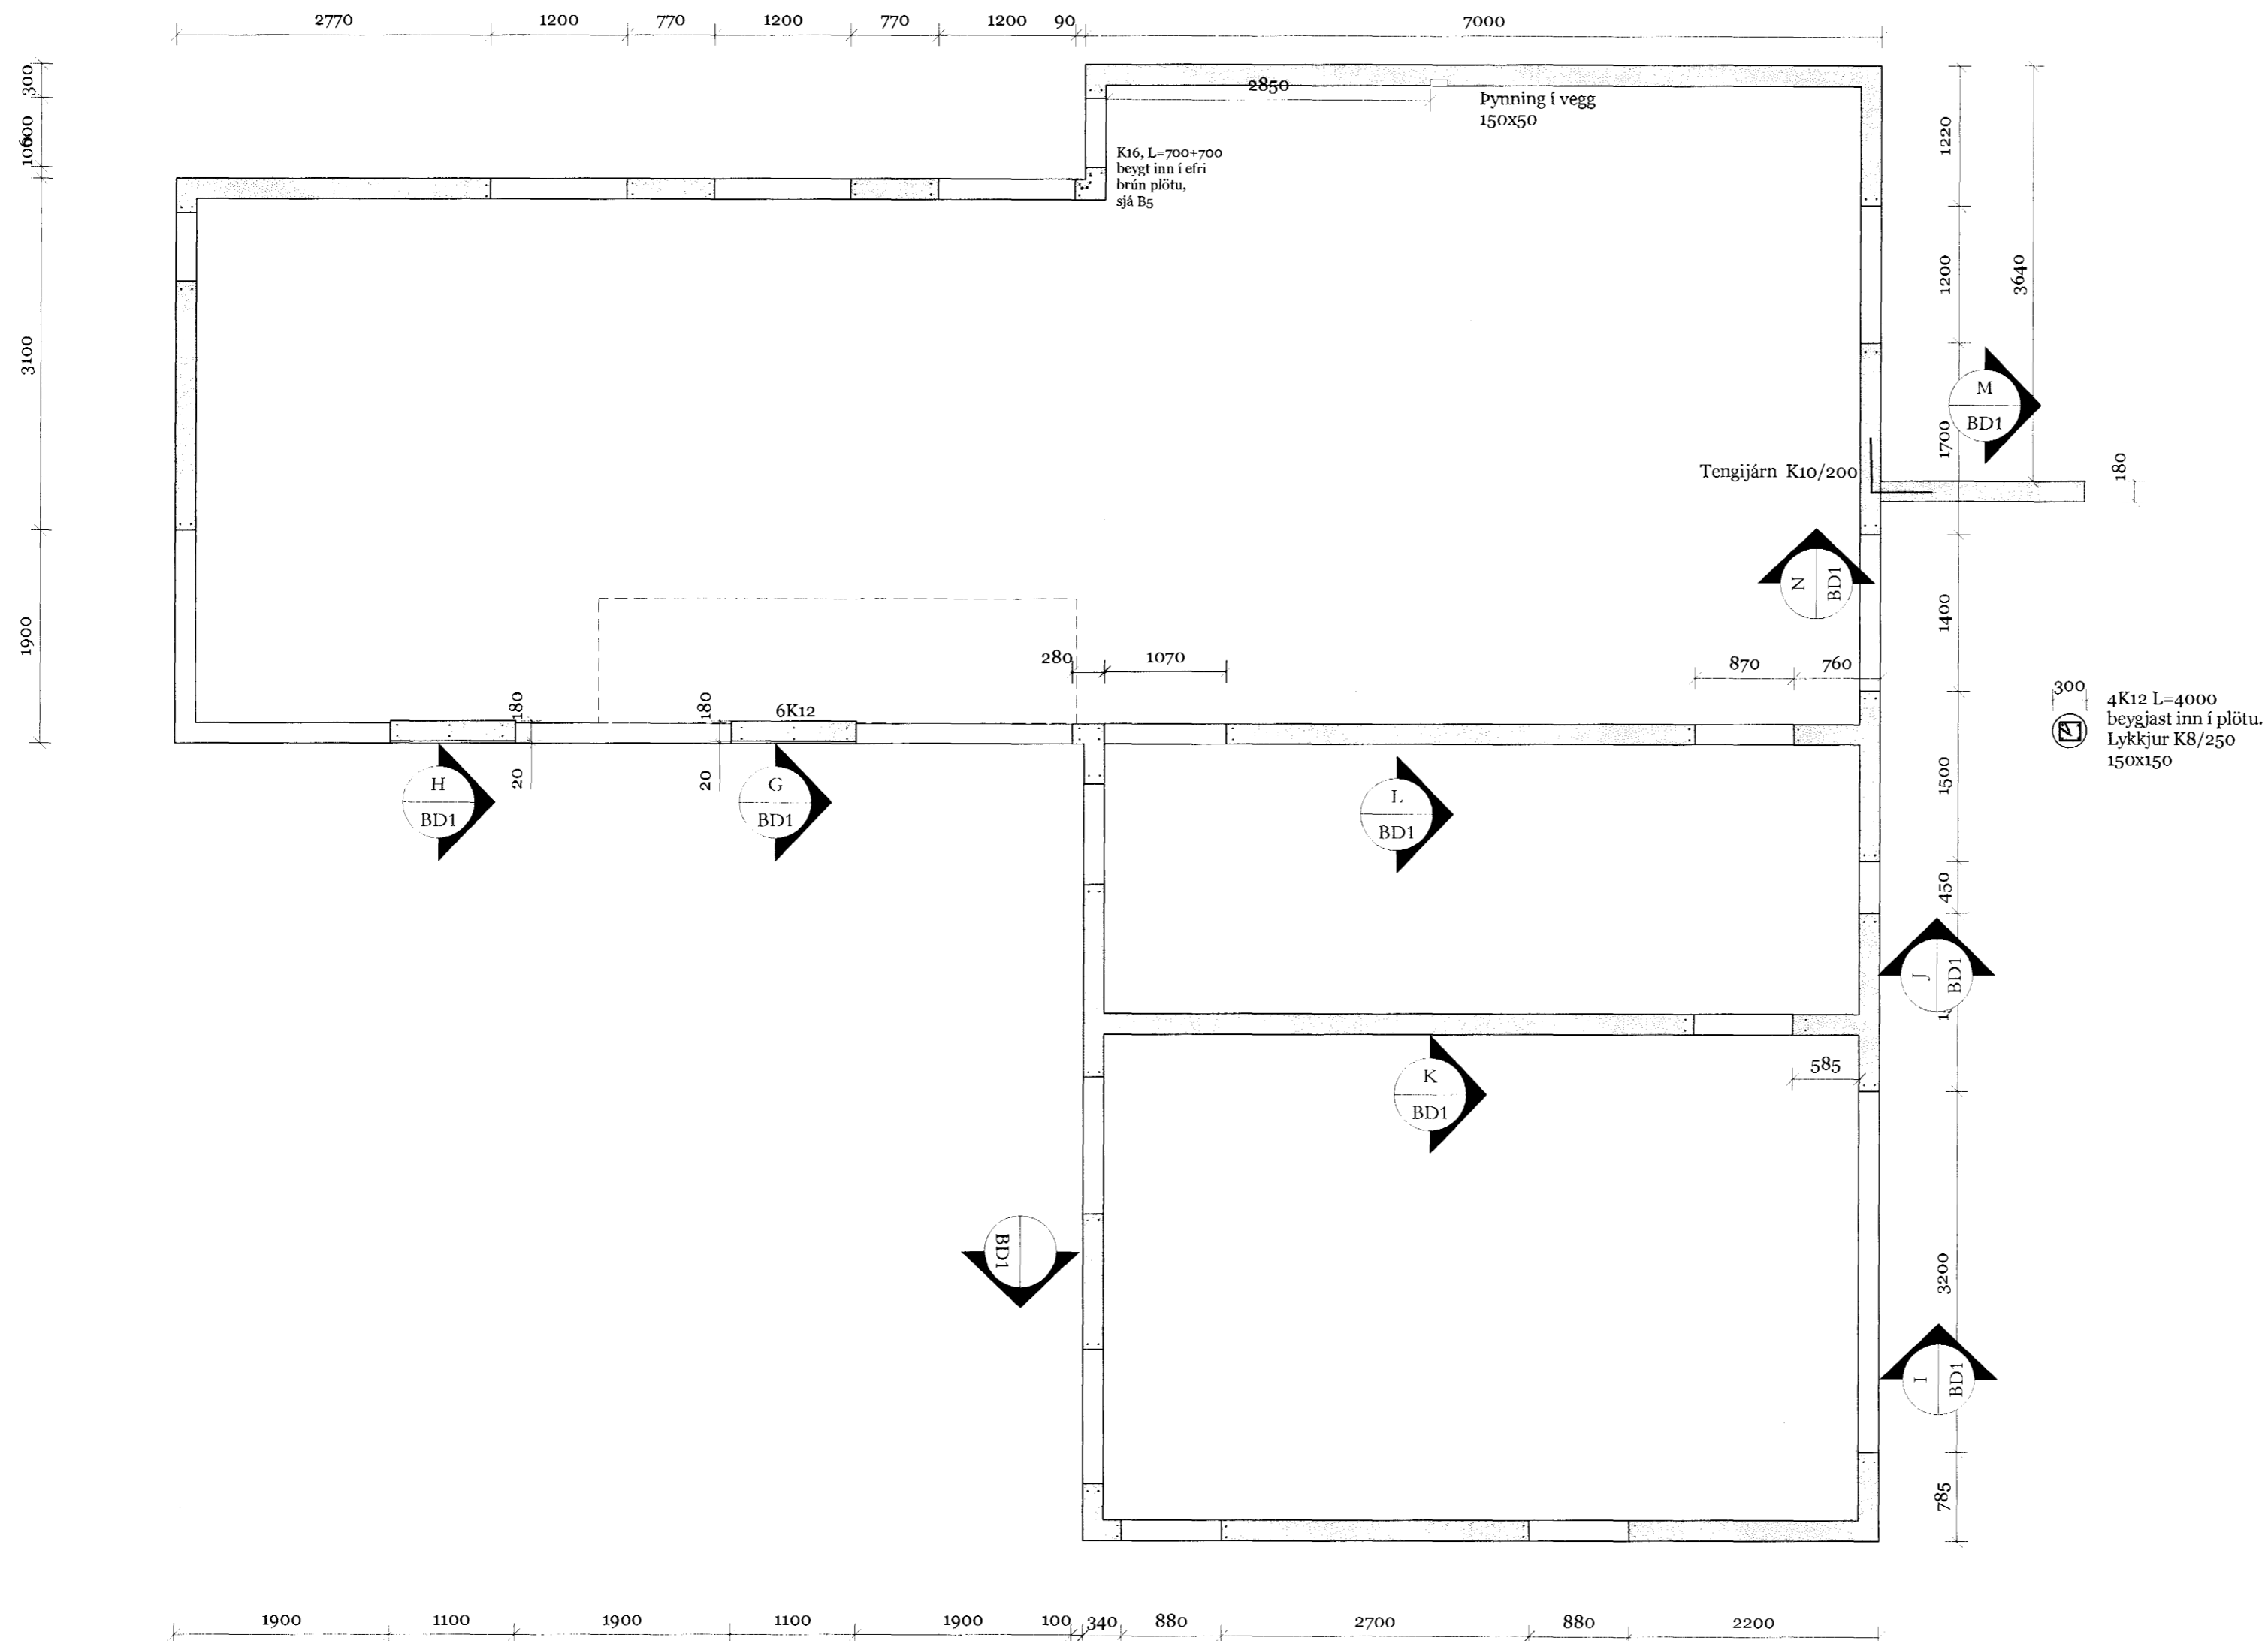 2770 1200 770 1200 770 1200 90 7000
300
600
100
3100
1900
2850
Þynning í vegg
150x50
K16, L=700+700
beygt inn í efri
brún plötu,
sjá B5
1220
1200
3640
1700
1400
1500
450
3200
785
M
BD1
180
Tengijárn K10/200
N
BD1
280 1070 870 760
300
4K12 L=4000
beygjast inn í plötu.
Lykkjur K8/250
150x150
180
20
180
20
6K12
H
BD1
G
BD1
L
BD1
J
BD1
585
K
BD1
BD1
I
BD1
1900 1100 1900 1100 1900 100 340 880 2700 880 2200